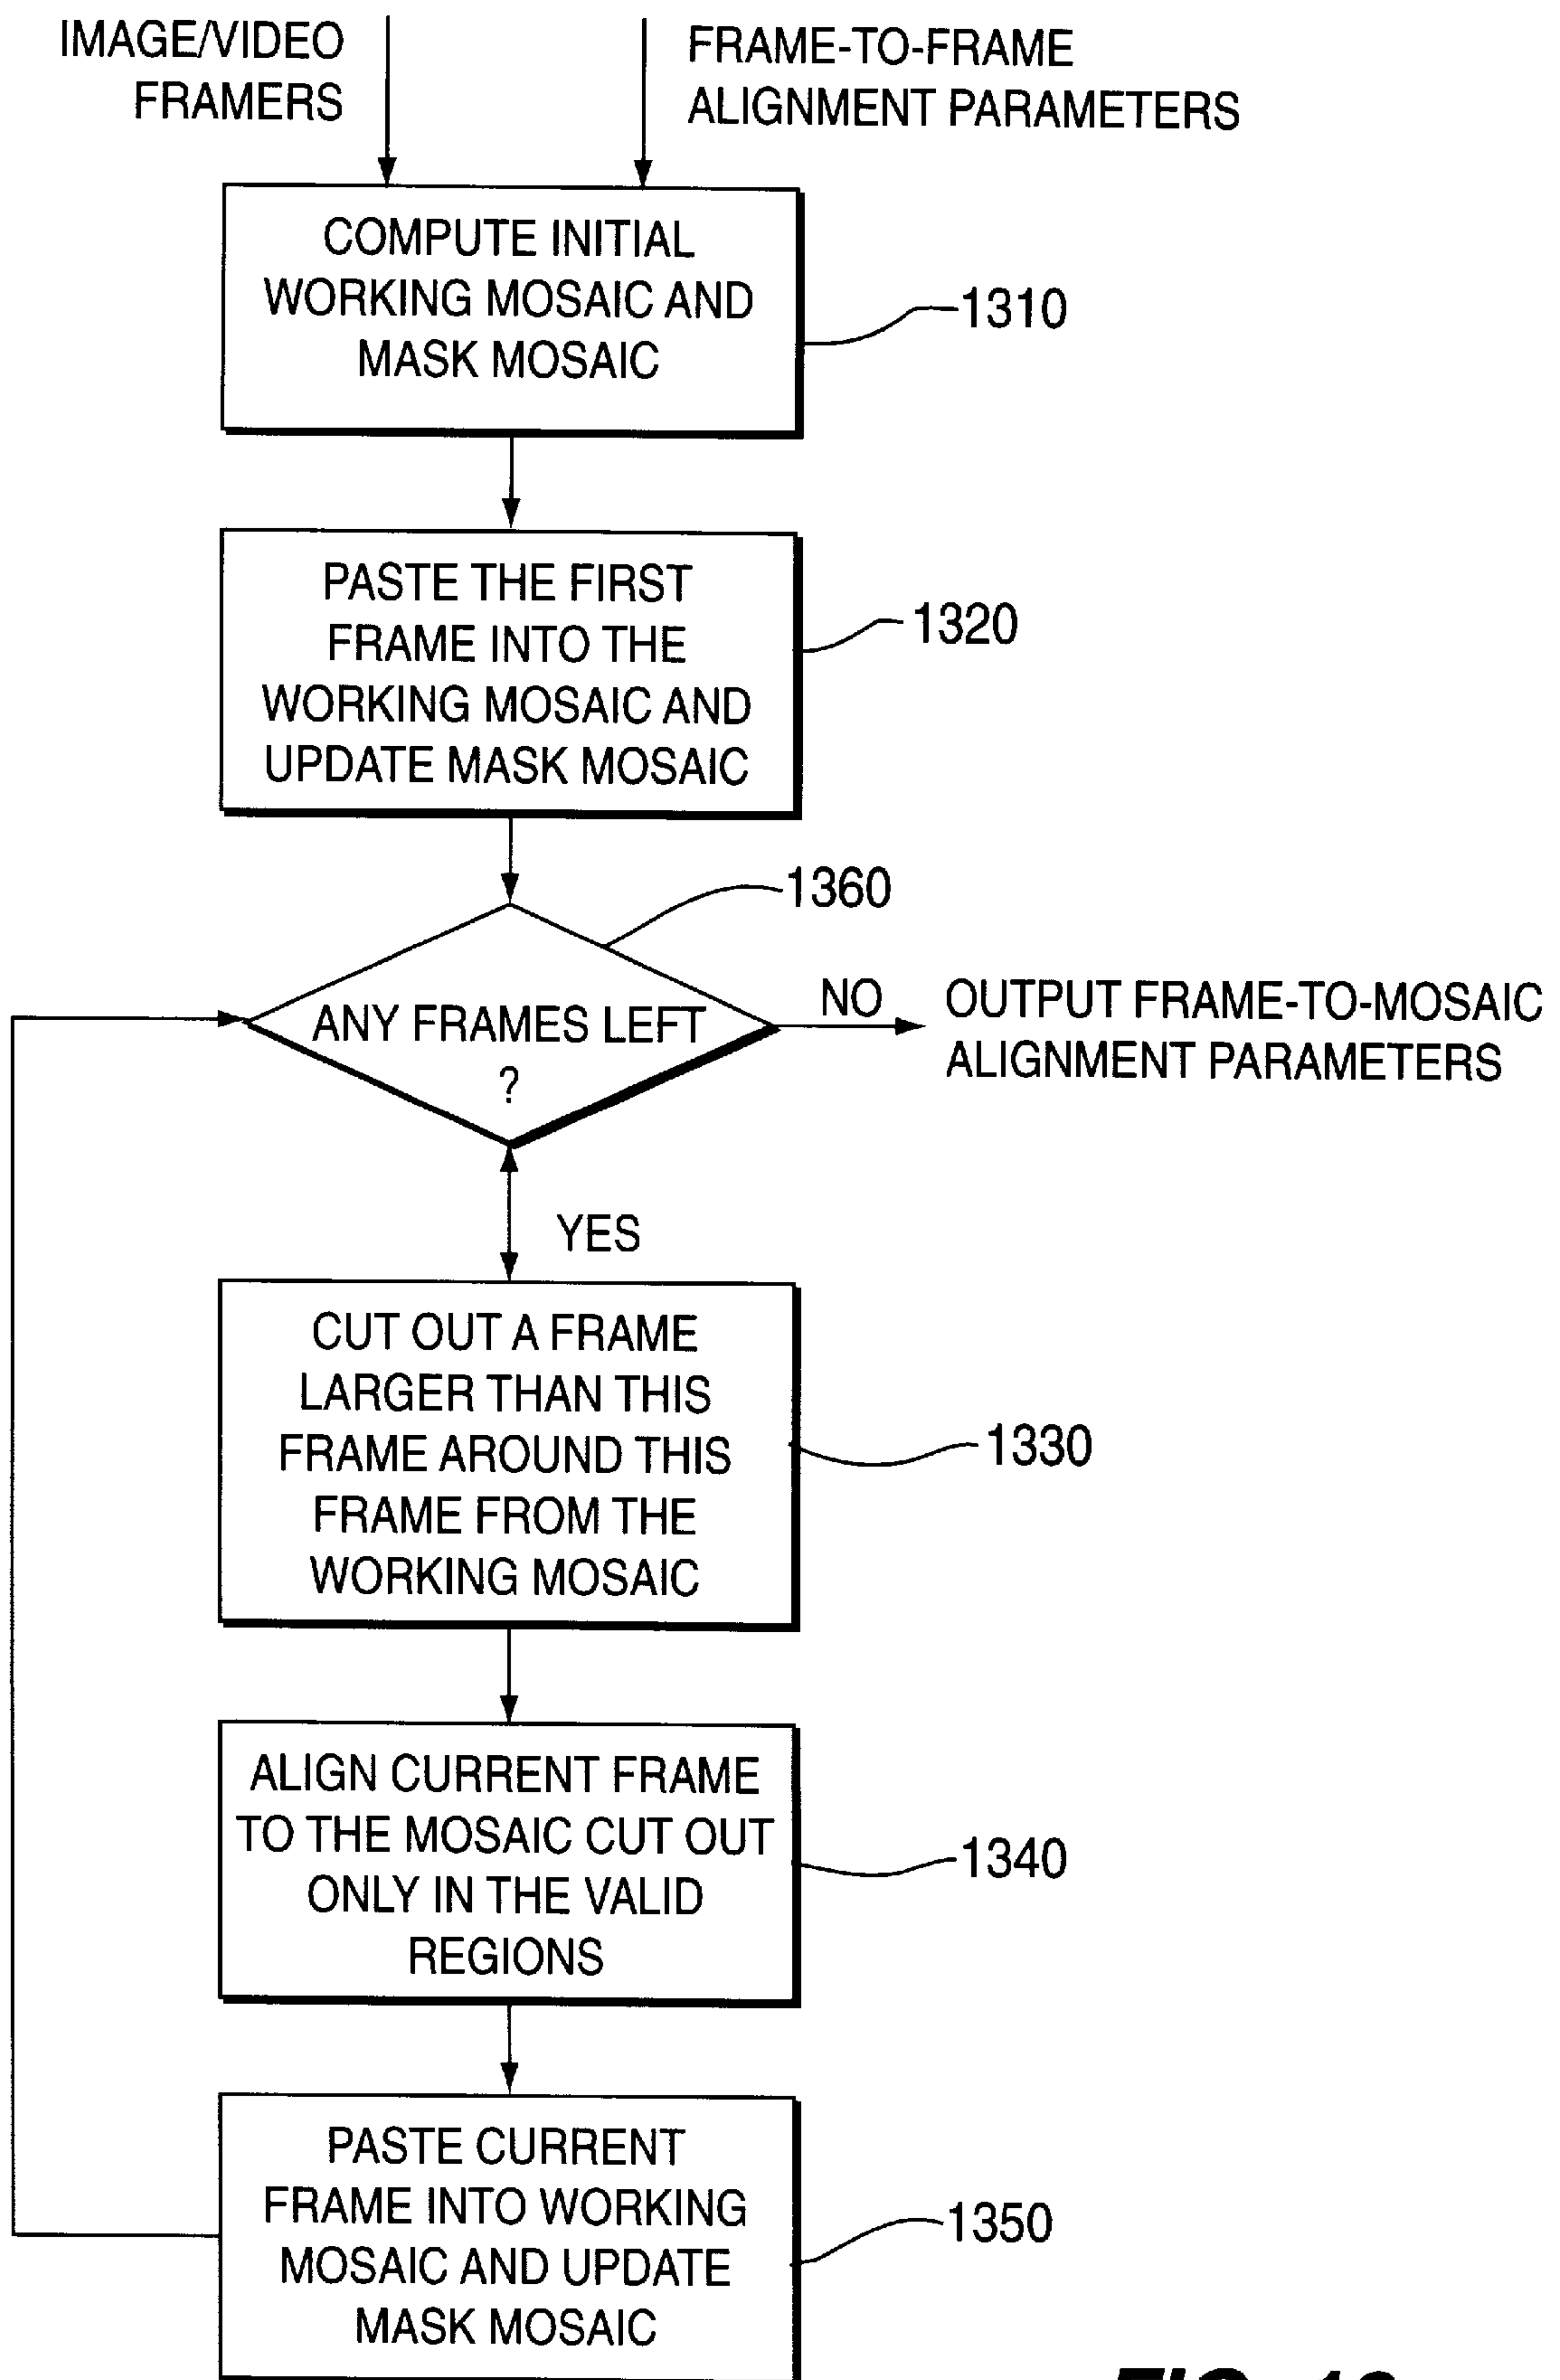 IMAGE/VIDEO
FRAMERS
FRAME-TO-FRAME
ALIGNMENT PARAMETERS
COMPUTE INITIAL
WORKING MOSAIC AND
MASK MOSAIC
1310
PASTE THE FIRST
FRAME INTO THE
WORKING MOSAIC AND
UPDATE MASK MOSAIC
1320
1360
ANY FRAMES LEFT
?
NO
OUTPUT FRAME-TO-MOSAIC
ALIGNMENT PARAMETERS
YES
CUT OUT A FRAME
LARGER THAN THIS
FRAME AROUND THIS
FRAME FROM THE
WORKING MOSAIC
1330
ALIGN CURRENT FRAME
TO THE MOSAIC CUT OUT
ONLY IN THE VALID
REGIONS
1340
PASTE CURRENT
FRAME INTO WORKING
MOSAIC AND UPDATE
MASK MOSAIC
1350
FIG.